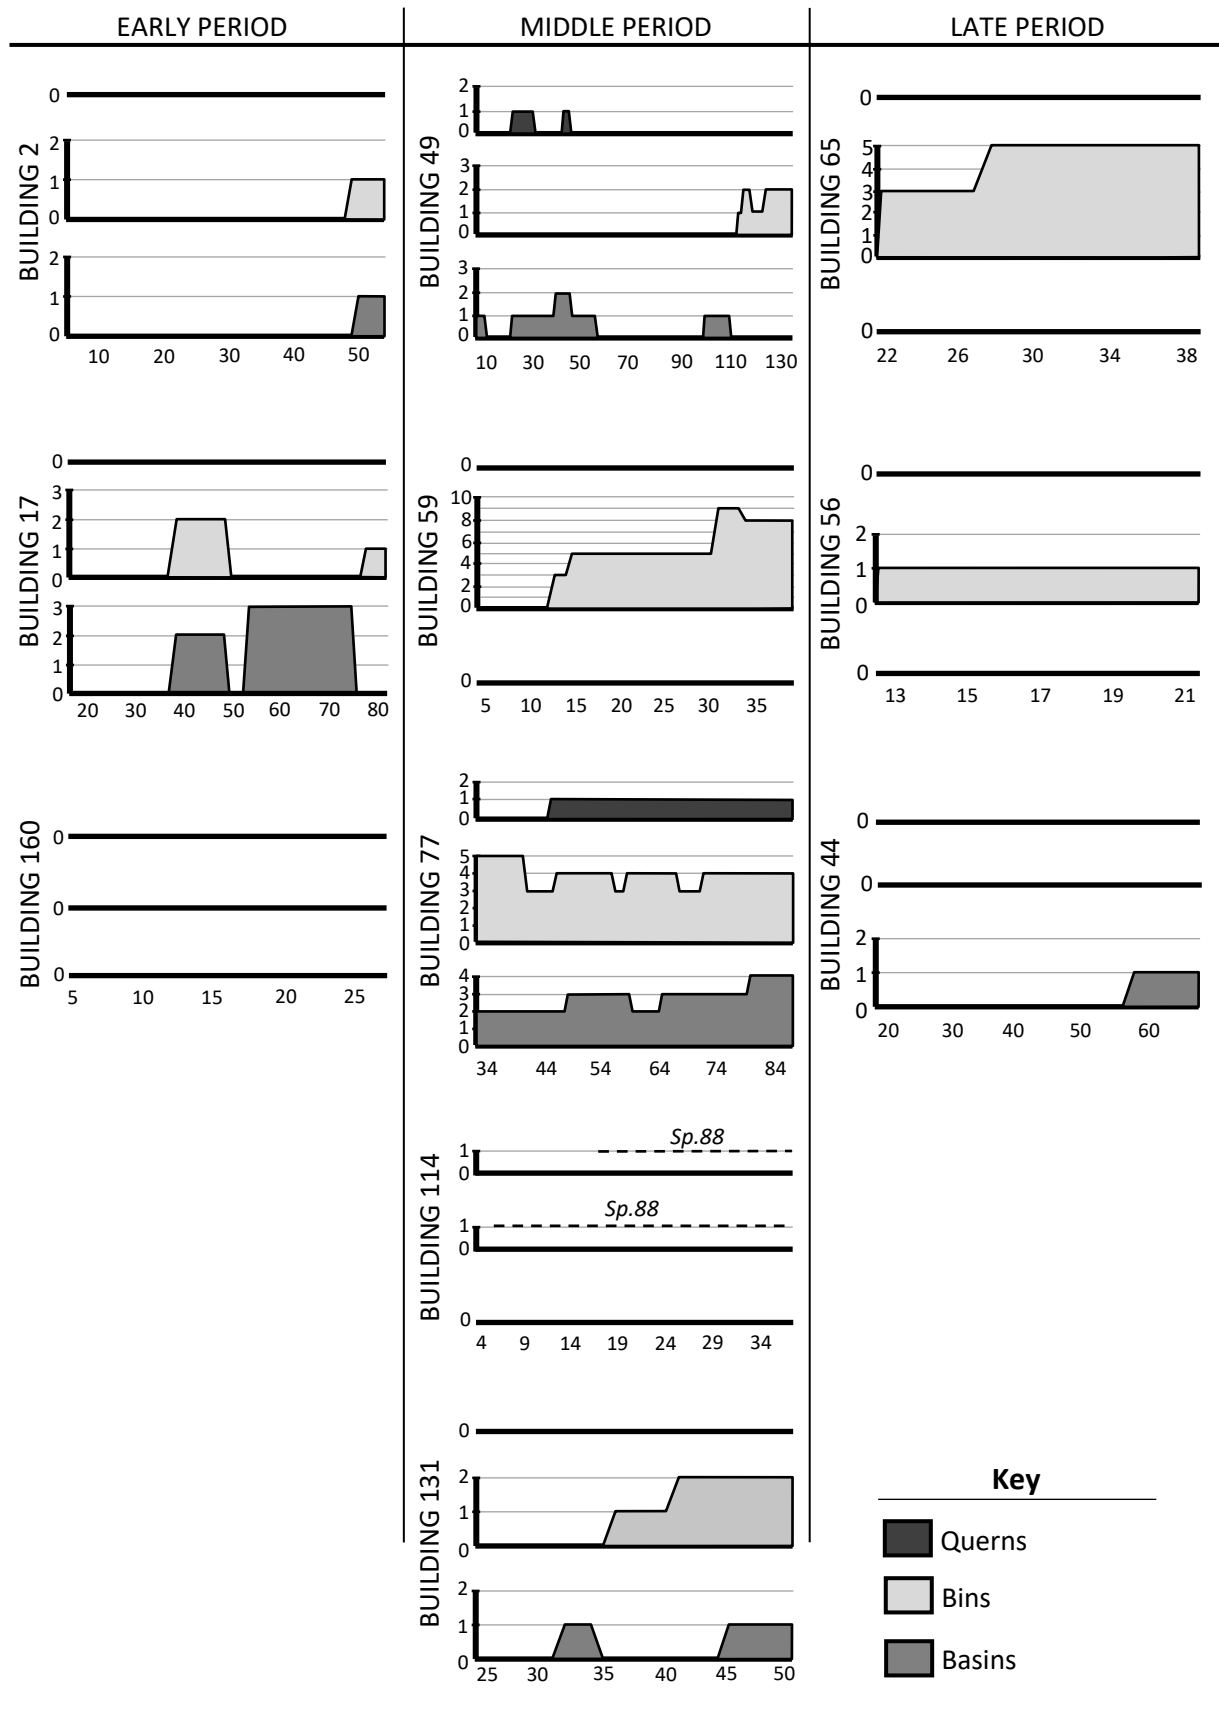 EARLY PERIOD
MIDDLE PERIOD
LATE PERIOD
BUILDING 2
0
2
1
0
2
1
0
10 20 30 40 50
BUILDING 17
0
3
2
1
0
3
2
1
0
20 30 40 50 60 70 80
BUILDING 160
0
0
0
5 10 15 20 25
BUILDING 49
2
1
0
3
2
1
0
3
2
1
0
10 30 50 70 90 110 130
BUILDING 59
0
10
8
6
4
2
0
0
5 10 15 20 25 30 35
BUILDING 77
2
1
0
5
4
3
2
1
0
4
3
2
1
0
34 44 54 64 74 84
BUILDING 114
Sp.88
1
0
Sp.88
1
0
0
4 9 14 19 24 29 34
BUILDING 131
0
2
1
0
2
1
0
25 30 35 40 45 50
BUILDING 65
0
5
4
3
2
1
0
0
22 26 30 34 38
BUILDING 56
0
2
1
0
0
13 15 17 19 21
BUILDING 44
0
0
2
1
0
20 30 40 50 60
Key
Querns
Bins
Basins